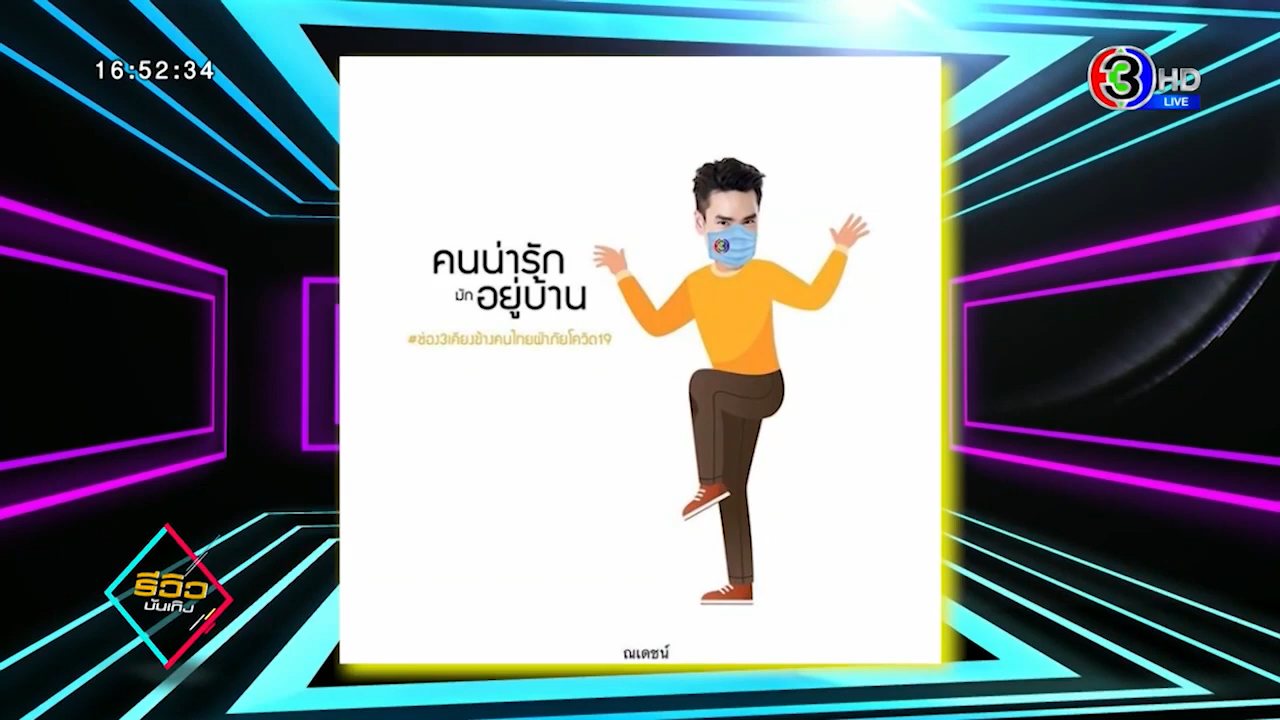 16:52:34
3 HD
LIVE
คนน่ารัก
มัก อยู่บ้าน
#ช่อง3เคียงข้างคนไทยฝ่าภัยโควิด19
รีวิว
บันเทิง
ณเดชน์